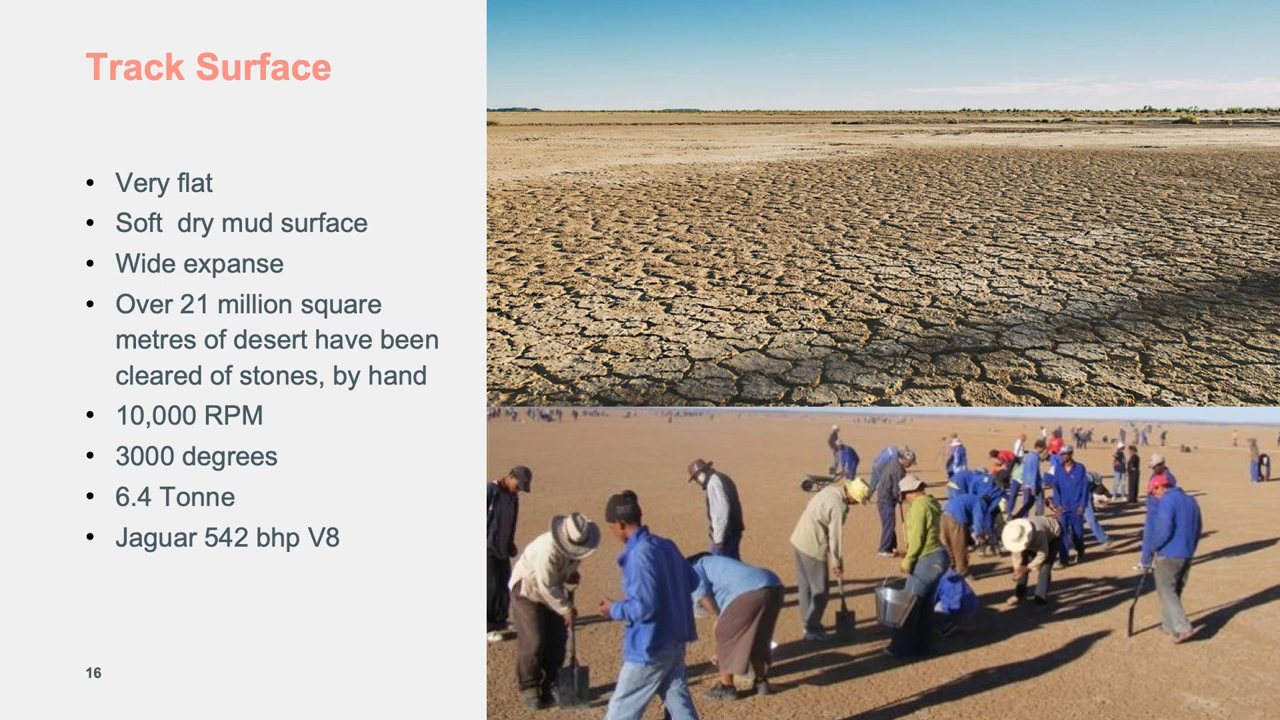 Track Surface
• Very flat
• Soft  dry mud surface
• Wide expanse
• Over 21 million square
metres of desert have been
cleared of stones, by hand
• 10,000 RPM
• 3000 degrees
• 6.4 Tonne
• Jaguar 542 bhp V8
16